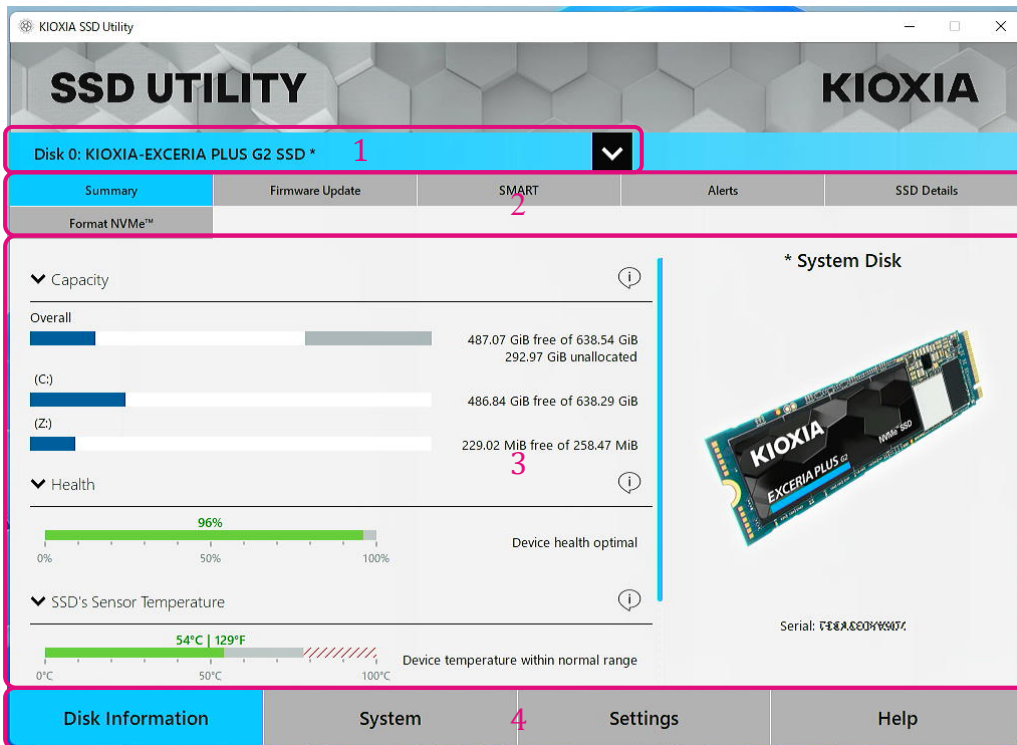 KIOXIA SSD Utility
SSD UTILITY
KIOXIA
Disk 0: KIOXIA-EXCERIA PLUS G2 SSD *
1
Summary
Firmware Update
SMART
Alerts
SSD Details
2
Format NVMe™
Capacity
Overall
487.07 GiB free of 638.54 GiB
292.97 GiB unallocated
(C:)
486.84 GiB free of 638.29 GiB
(Z:)
229.02 MiB free of 258.47 MiB
3
Health
96%
0%
50%
100%
Device health optimal
SSD's Sensor Temperature
54°C | 129°F
0°C
50°C
100°C
Device temperature within normal range
* System Disk
KIOXIA
NVMe™ SSD
EXCERIA PLUS G2
Serial:
Disk Information
System
4
Settings
Help